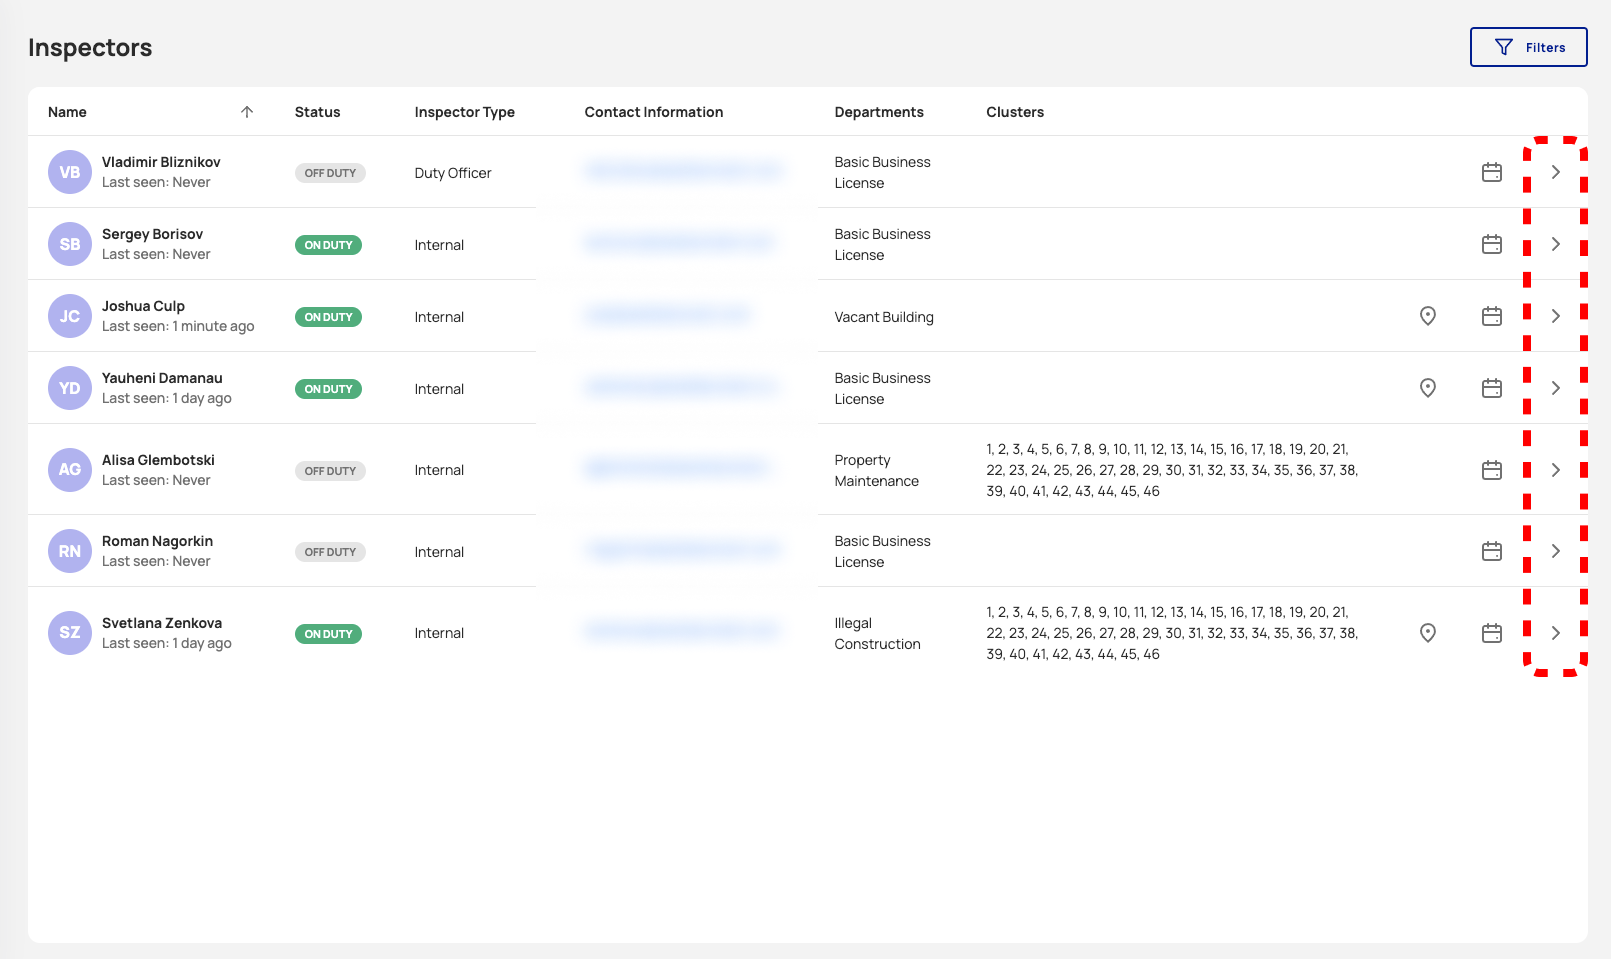 Inspectors
Filters
Name Status Inspector Type Contact Information Departments Clusters
VB Vladimir Bliznikov
Last seen: Never
OFF DUTY Duty Officer
Basic Business
License
SB Sergey Borisov
Last seen: Never
ON DUTY Internal
Basic Business
License
JC Joshua Culp
Last seen: 1 minute ago
ON DUTY Internal
Vacant Building
YD Yauheni Damanau
Last seen: 1 day ago
ON DUTY Internal
Basic Business
License
AG Alisa Glembotski
Last seen: Never
OFF DUTY Internal
Property
Maintenance
1, 2, 3, 4, 5, 6, 7, 8, 9, 10, 11, 12, 13, 14, 15, 16, 17, 18, 19, 20, 21,
22, 23, 24, 25, 26, 27, 28, 29, 30, 31, 32, 33, 34, 35, 36, 37, 38,
39, 40, 41, 42, 43, 44, 45, 46
RN Roman Nagorkin
Last seen: Never
OFF DUTY Internal
Basic Business
License
SZ Svetlana Zenkova
Last seen: 1 day ago
ON DUTY Internal
Illegal
Construction
1, 2, 3, 4, 5, 6, 7, 8, 9, 10, 11, 12, 13, 14, 15, 16, 17, 18, 19, 20, 21,
22, 23, 24, 25, 26, 27, 28, 29, 30, 31, 32, 33, 34, 35, 36, 37, 38,
39, 40, 41, 42, 43, 44, 45, 46